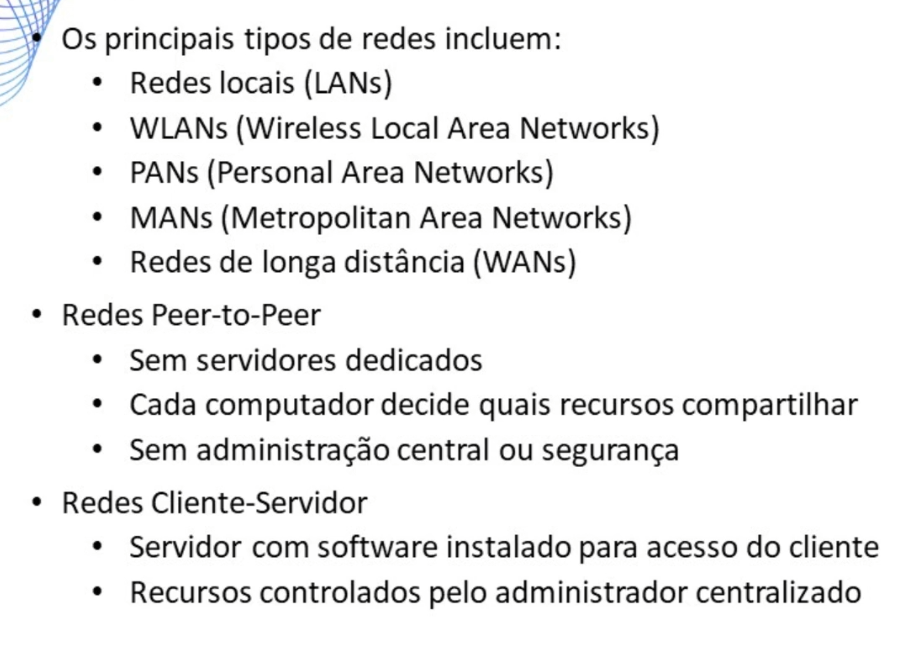 • Os principais tipos de redes incluem:
• Redes locais (LANs)
• WLANs (Wireless Local Area Networks)
• PANs (Personal Area Networks)
• MANs (Metropolitan Area Networks)
• Redes de longa distância (WANs)
• Redes Peer-to-Peer
• Sem servidores dedicados
• Cada computador decide quais recursos compartilhar
• Sem administração central ou segurança
• Redes Cliente-Servidor
• Servidor com software instalado para acesso do cliente
• Recursos controlados pelo administrador centralizado